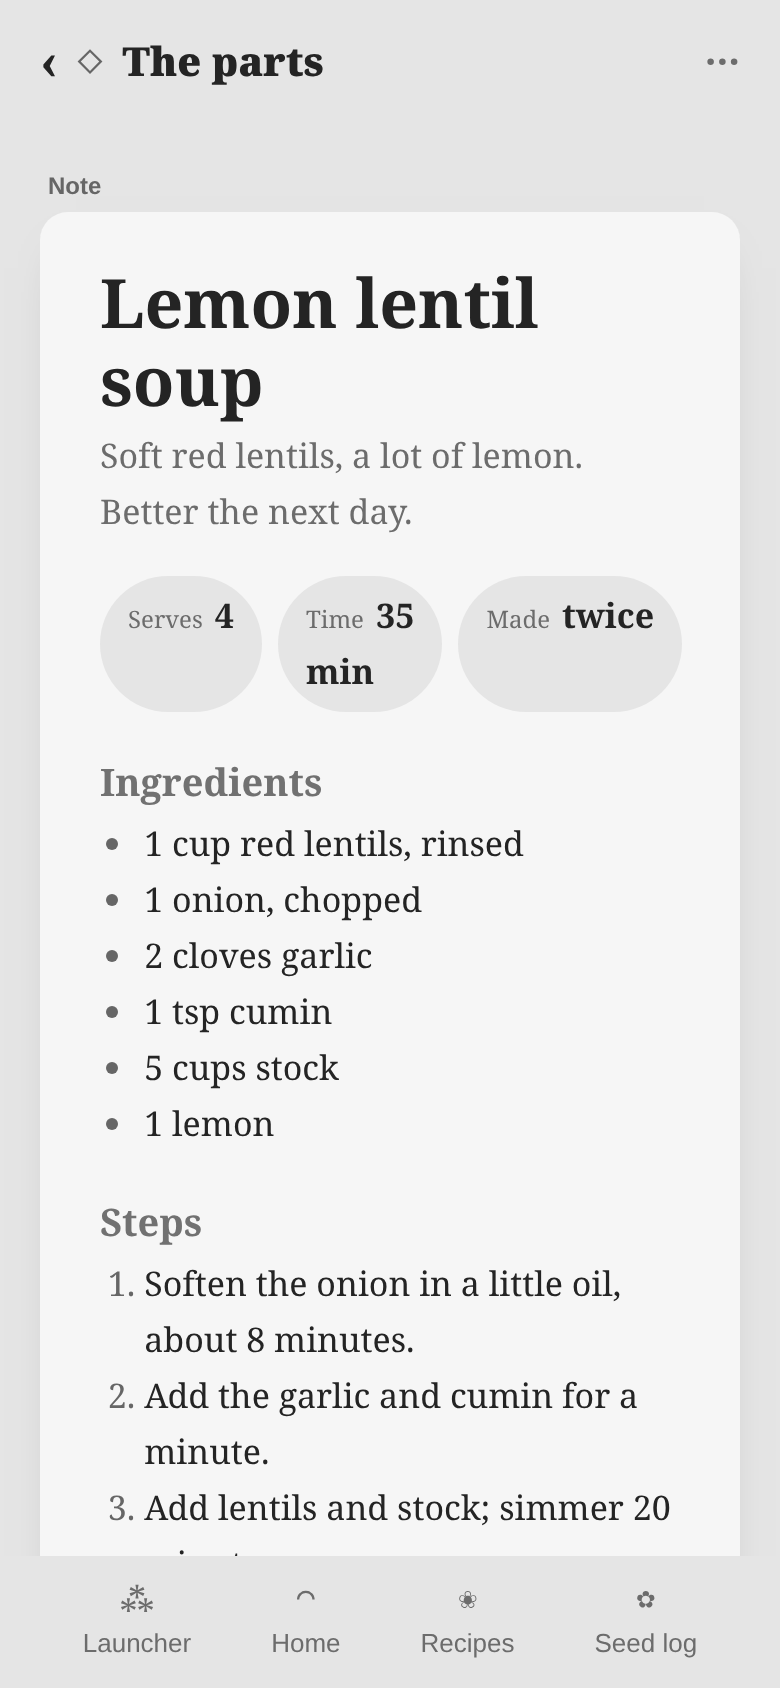 The parts
Note
Lemon lentil
soup
Soft red lentils, a lot of lemon.
Better the next day.
Serves 4
Time 35
min
Made twice
Ingredients
• 1 cup red lentils, rinsed
• 1 onion, chopped
• 2 cloves garlic
• 1 tsp cumin
• 5 cups stock
• 1 lemon
Steps
1. Soften the onion in a little oil,
about 8 minutes.
2. Add the garlic and cumin for a
minute.
3. Add lentils and stock; simmer 20
Launcher
Home
Recipes
Seed log